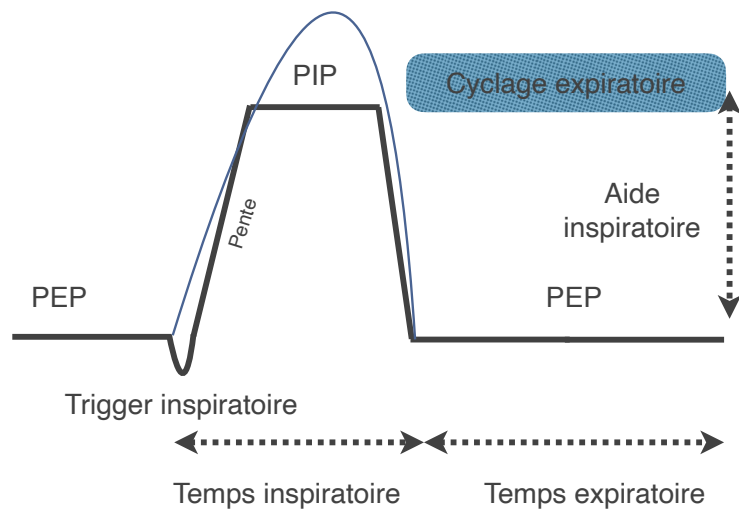 PIP
Cyclage expiratoire
Pente
Aide
inspiratoire
PEP
PEP
Trigger inspiratoire
Temps inspiratoire
Temps expiratoire